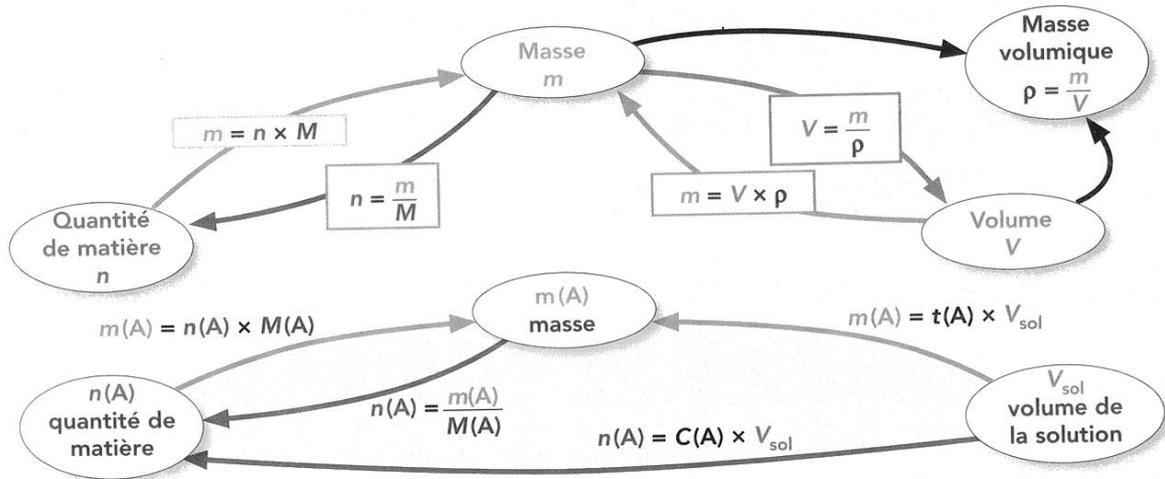 Masse
m
Masse
volumique
ρ = m/V
m = n × M
V = m/ρ
n = m/M
m = V × ρ
Quantité
de matière
n
Volume
V
m(A)
masse
m(A) = n(A) × M(A)
m(A) = t(A) × Vsol
n(A)
quantité de
matière
n(A) = m(A)/M(A)
n(A) = C(A) × Vsol
Vsol
volume de
la solution